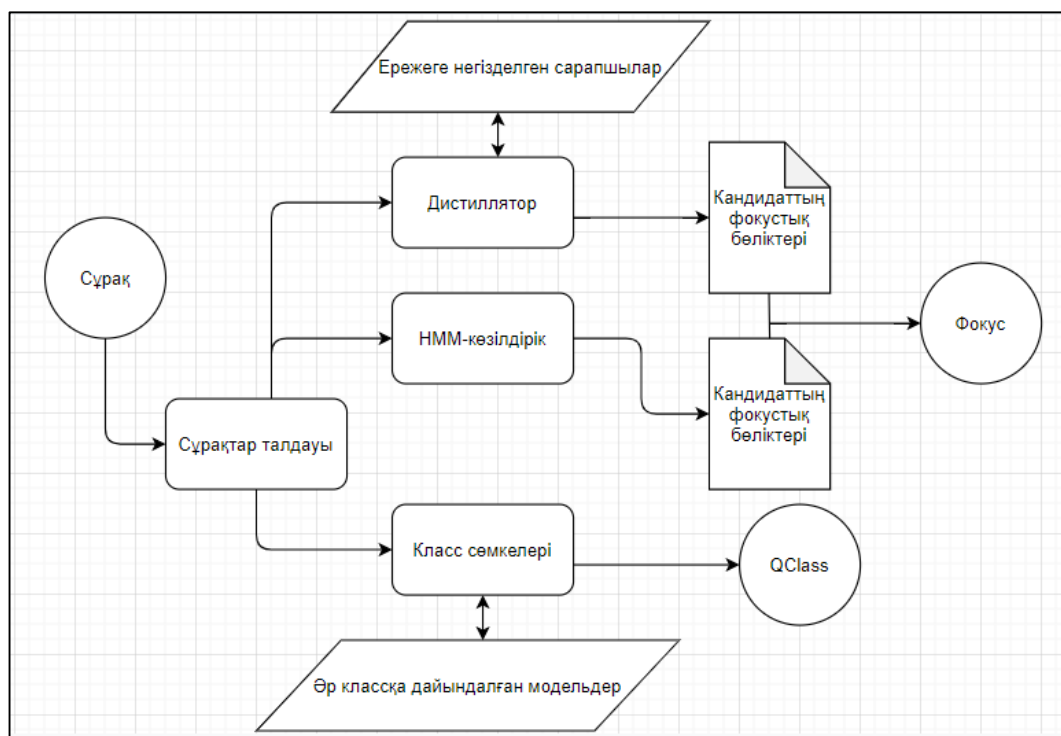 Ережеге негізделген сарапшылар
Дистиллятор
Кандидаттың
фокустық
бөліктері
Сұрақ
НММ-көзілдірік
Фокус
Кандидаттың
фокустық
бөліктері
Сұрақтар талдауы
Класс сөмкелері
QClass
Әр классқа дайындалған модельдер